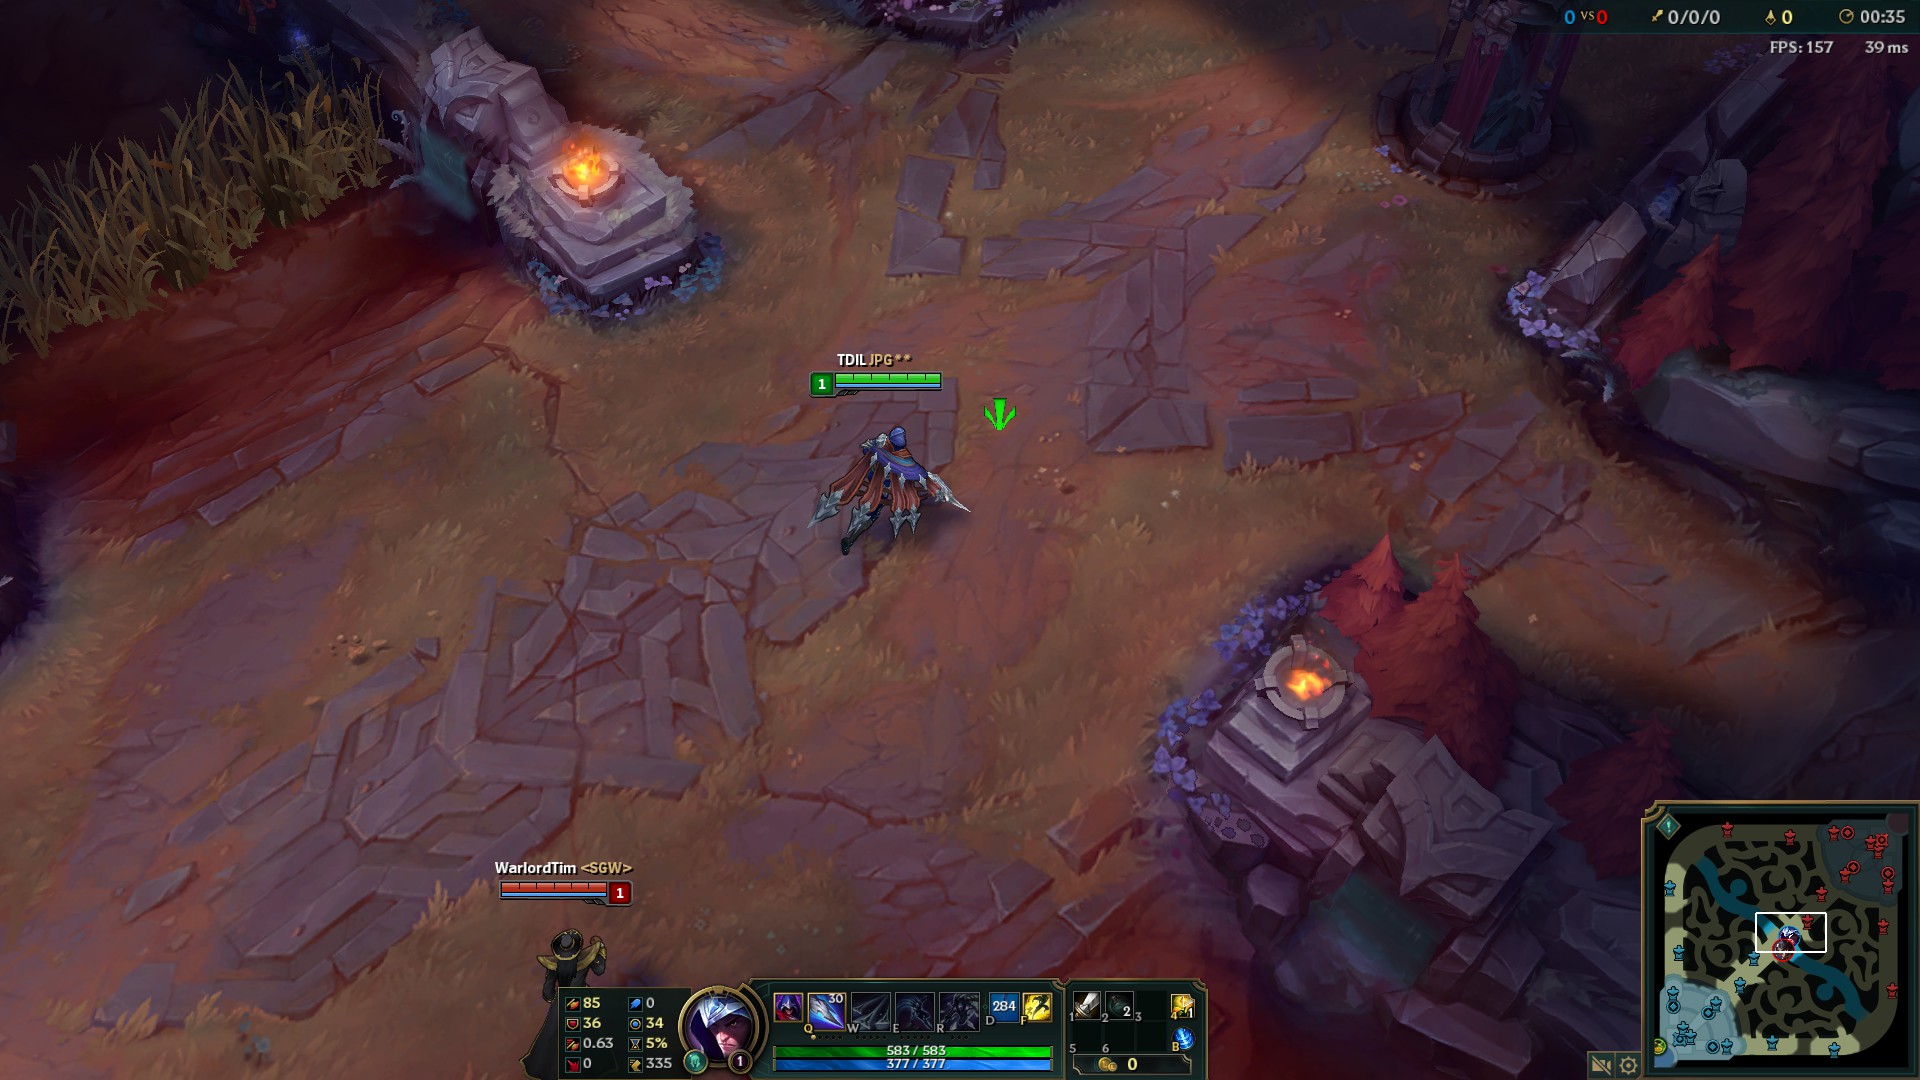 0 vs 0 0/0/0 0 00:35
FPS: 157 39 ms
TDIL JPG**
1
WarlordTim <SGW>
1
85 0
36 34
0.63 5%
0 335
1
30
Q W E R
284
D F
583 / 583
377 / 377
1 2 2 3 4 1
5 6 B
0